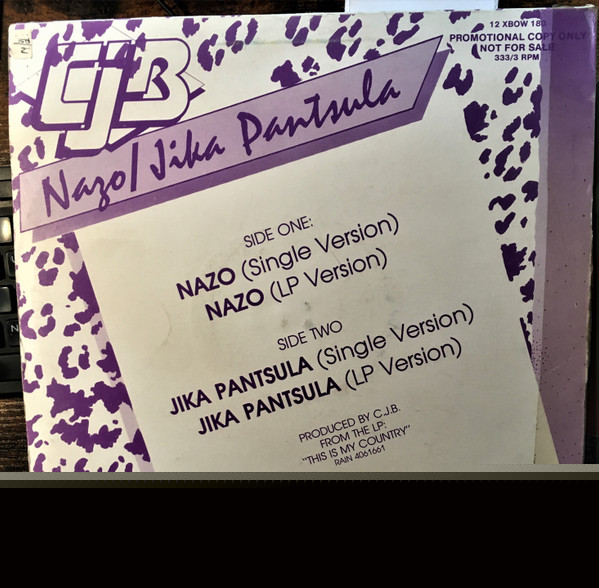 12 XBOW 183
PROMOTIONAL COPY ONLY
NOT FOR SALE
333/3 RPM
CJB
Nazo/Jika Pantsula
SIDE ONE:
NAZO (Single Version)
NAZO (LP Version)
SIDE TWO
JIKA PANTSULA (Single Version)
JIKA PANTSULA (LP Version)
PRODUCED BY C.J.B.
FROM THE LP:
"THIS IS MY COUNTRY"
RAIN 4061661